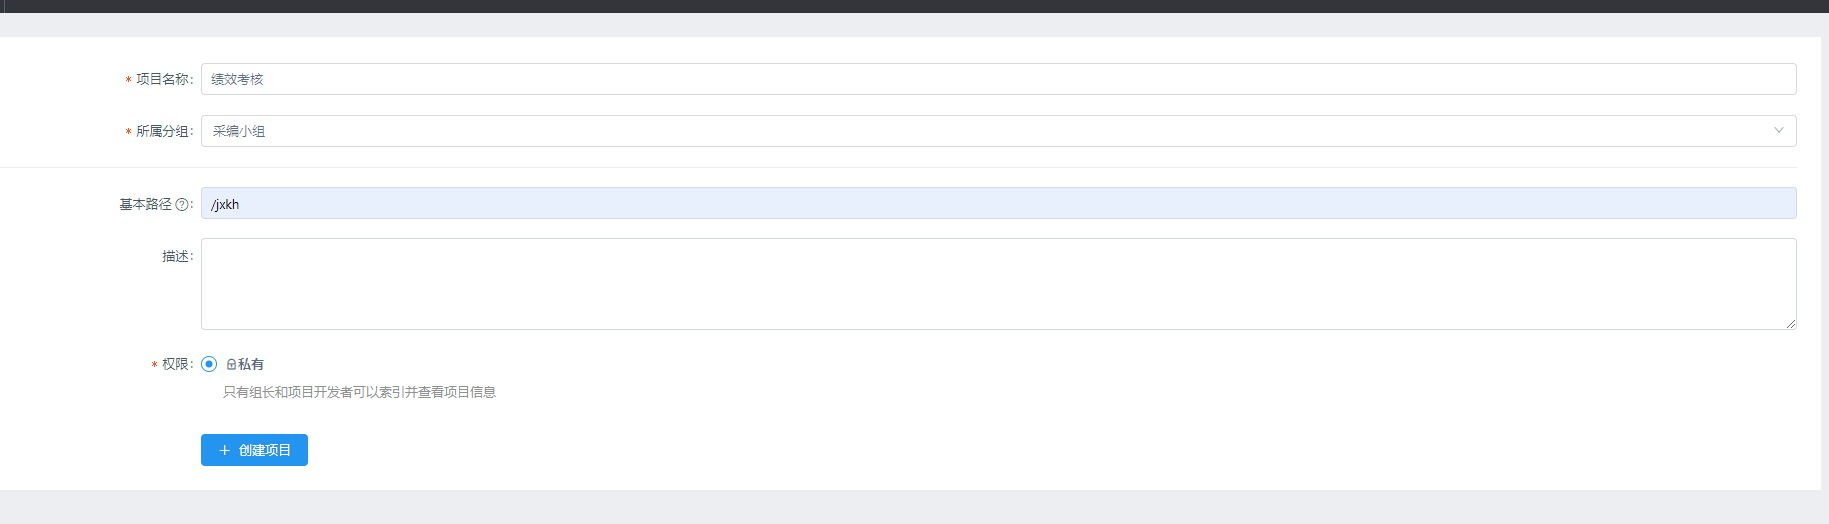 * 项目名称: 绩效考核
* 所属分组: 采编小组
基本路径 ?: /jxkh
描述:
* 权限: 私有
只有组长和项目开发者可以索引并查看项目信息
+ 创建项目